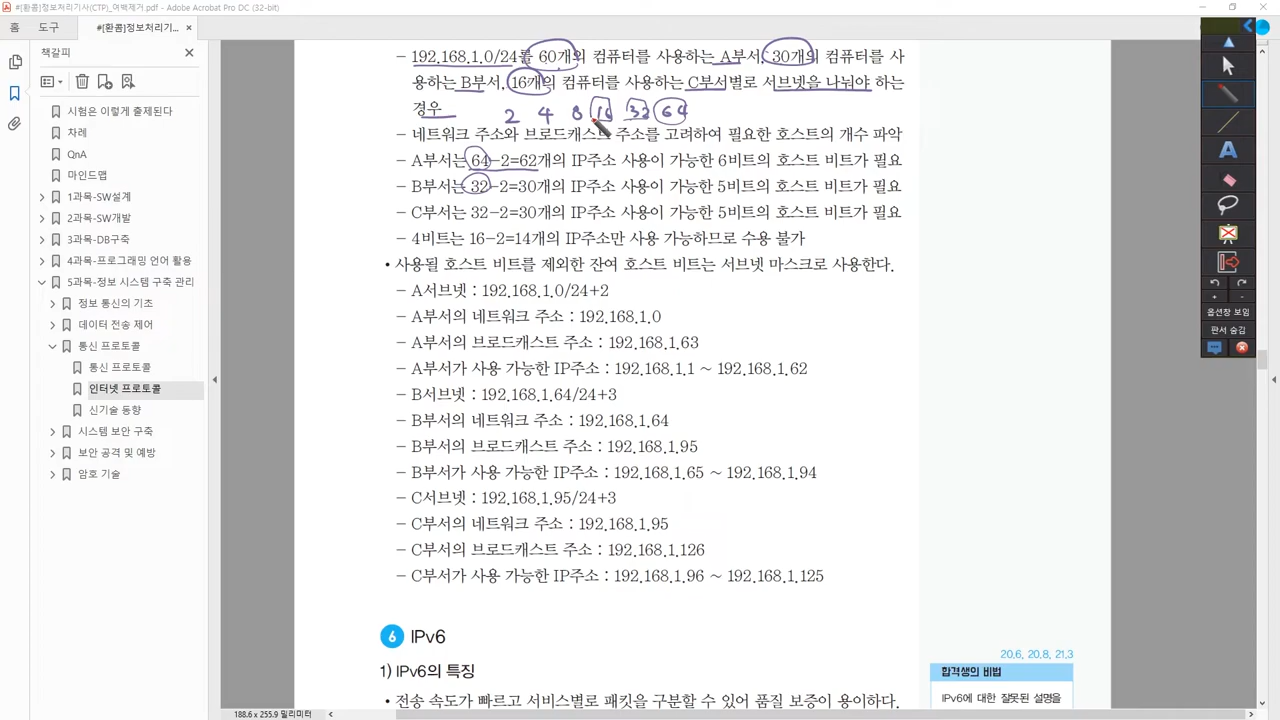 #[환콤]정보처리기사(CTP)_여백제거.pdf - Adobe Acrobat Pro DC (32-bit)
홈 도구 #[환콤]정보처리기... ×
책갈피 ×
시험은 이렇게 출제된다
차례
QnA
마인드맵
1과목-SW설계
2과목-SW개발
3과목-DB구축
4과목-프로그래밍 언어 활용
5과목-정보 시스템 구축 관리
정보 통신의 기초
데이터 전송 제어
통신 프로토콜
통신 프로토콜
인터넷 프로토콜
신기술 동향
시스템 보안 구축
보안 공격 및 예방
암호 기술
- 192.168.1.0/24를 60개의 컴퓨터를 사용하는 A부서, 30개의 컴퓨터를 사
용하는 B부서, 16개의 컴퓨터를 사용하는 C부서별로 서브넷을 나눠야 하는
경우
2 4 8 16 32 64
- 네트워크 주소와 브로드캐스트 주소를 고려하여 필요한 호스트의 개수 파악
- A부서는 64-2=62개의 IP주소 사용이 가능한 6비트의 호스트 비트가 필요
- B부서는 32-2=30개의 IP주소 사용이 가능한 5비트의 호스트 비트가 필요
- C부서는 32-2=30개의 IP주소 사용이 가능한 5비트의 호스트 비트가 필요
- 4비트는 16-2=14개의 IP주소만 사용 가능하므로 수용 불가
• 사용될 호스트 비트를 제외한 잔여 호스트 비트는 서브넷 마스크로 사용한다.
- A서브넷 : 192.168.1.0/24+2
- A부서의 네트워크 주소 : 192.168.1.0
- A부서의 브로드캐스트 주소 : 192.168.1.63
- A부서가 사용 가능한 IP주소 : 192.168.1.1 ~ 192.168.1.62
- B서브넷 : 192.168.1.64/24+3
- B부서의 네트워크 주소 : 192.168.1.64
- B부서의 브로드캐스트 주소 : 192.168.1.95
- B부서가 사용 가능한 IP주소 : 192.168.1.65 ~ 192.168.1.94
- C서브넷 : 192.168.1.95/24+3
- C부서의 네트워크 주소 : 192.168.1.95
- C부서의 브로드캐스트 주소 : 192.168.1.126
- C부서가 사용 가능한 IP주소 : 192.168.1.96 ~ 192.168.1.125
6 IPv6
1) IPv6의 특징
• 전송 속도가 빠르고 서비스별로 패킷을 구분할 수 있어 품질 보증이 용이하다.
20.6, 20.8, 21.3
합격생의 비법
IPv6에 대한 잘못된 설명을
188.6 x 255.9 밀리미터
A
옵션창 보임
판서 숨김